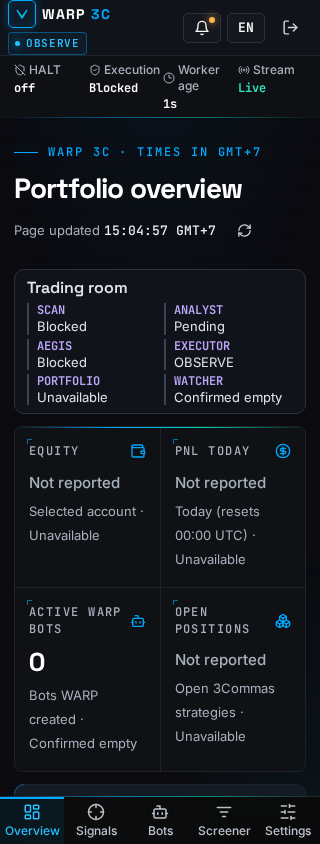 WARP 3C
OBSERVE
EN
HALT
off
Execution
Blocked
Worker
age
1s
Stream
Live
WARP 3C · TIMES IN GMT+7
Portfolio overview
Page updated 15:04:57 GMT+7
Trading room
SCAN
Blocked
ANALYST
Pending
AEGIS
Blocked
EXECUTOR
OBSERVE
PORTFOLIO
Unavailable
WATCHER
Confirmed empty
EQUITY
Not reported
Selected account ·
Unavailable
PNL TODAY
Not reported
Today (resets
00:00 UTC) ·
Unavailable
ACTIVE WARP
BOTS
0
Bots WARP
created ·
Confirmed empty
OPEN
POSITIONS
Not reported
Open 3Commas
strategies ·
Unavailable
Overview
Signals
Bots
Screener
Settings